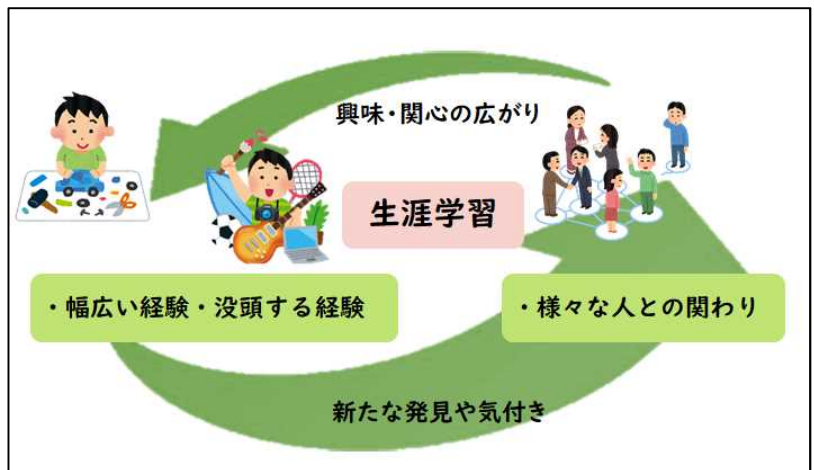 興味・関心の広がり
生涯学習
・幅広い経験・没頭する経験
・様々な人との関わり
新たな発見や気付き